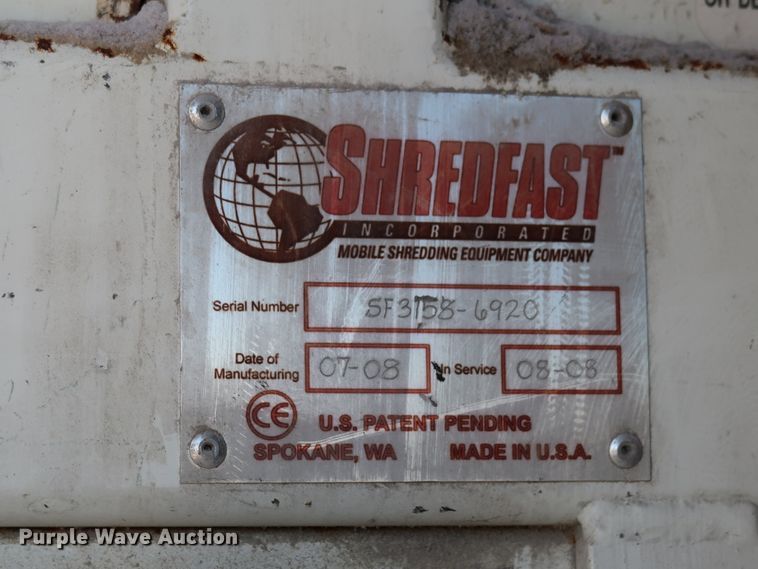 SHREDFAST™
INCORPORATED
MOBILE SHREDDING EQUIPMENT COMPANY
Serial Number SF3158-6920
Date of Manufacturing 07-08 In Service 08-08
CE U.S. PATENT PENDING
SPOKANE, WA MADE IN U.S.A.
Purple Wave Auction